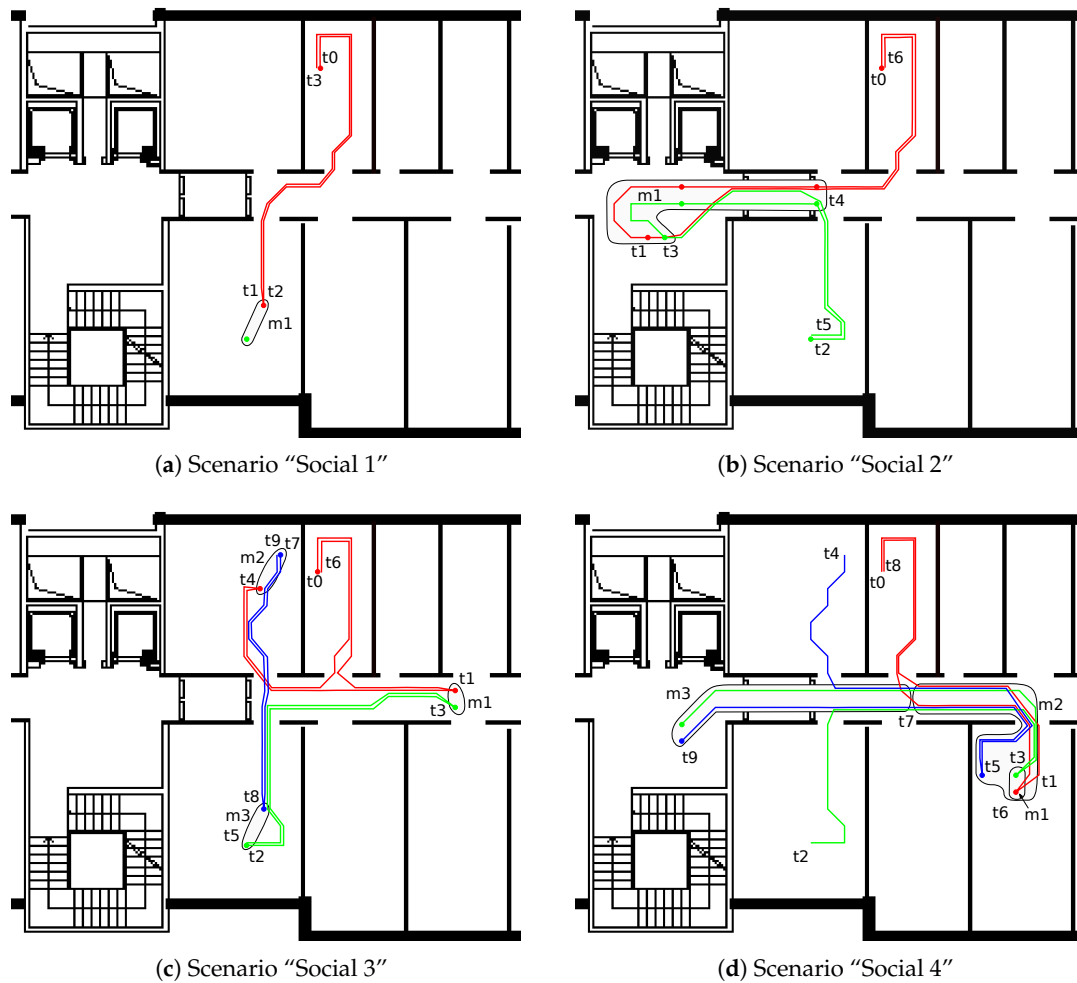 t0
t3
t1 t2
m1
(a) Scenario “Social 1”
t6
t0
m1
t4
t1 t3
t5
t2
(b) Scenario “Social 2”
t9 t7
m2
t6
t4
t0
t1
m1
t3
t8
m3
t5
t2
(c) Scenario “Social 3”
t4
t8
t0
m3
m2
t7
t9
t3
t5
t1
t6
m1
t2
(d) Scenario “Social 4”